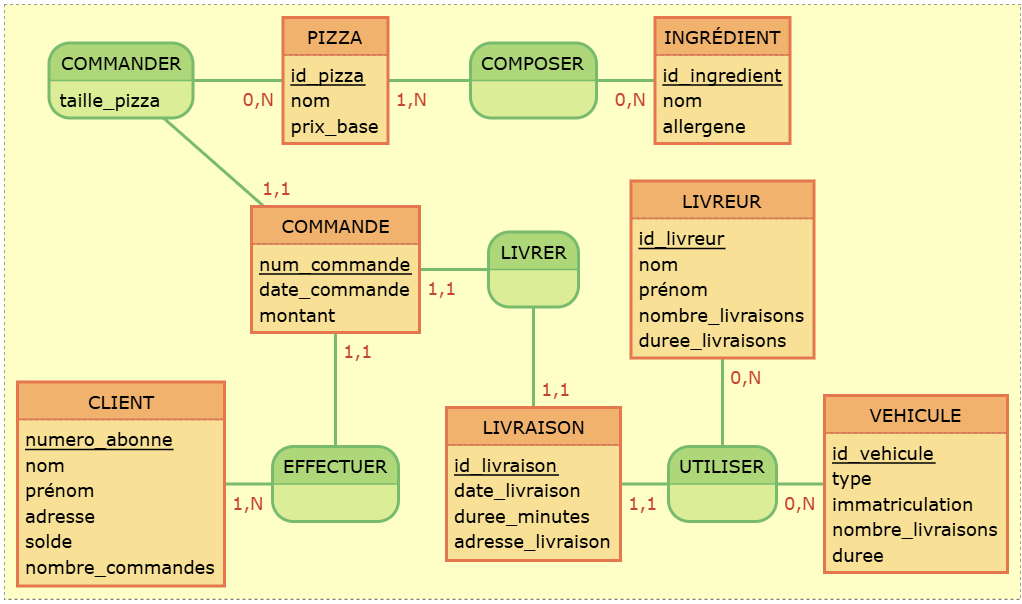 COMMANDER
taille_pizza
0,N
PIZZA
id_pizza
nom
prix_base
1,N
COMPOSER
0,N
INGRÉDIENT
id_ingredient
nom
allergene
1,1
COMMANDE
num_commande
date_commande
montant
1,1
LIVRER
LIVREUR
id_livreur
nom
prénom
nombre_livraisons
duree_livraisons
1,1
1,1
0,N
CLIENT
numero_abonne
nom
prénom
adresse
solde
nombre_commandes
1,N
EFFECTUER
LIVRAISON
id_livraison
date_livraison
duree_minutes
adresse_livraison
1,1
UTILISER
0,N
VEHICULE
id_vehicule
type
immatriculation
nombre_livraisons
duree